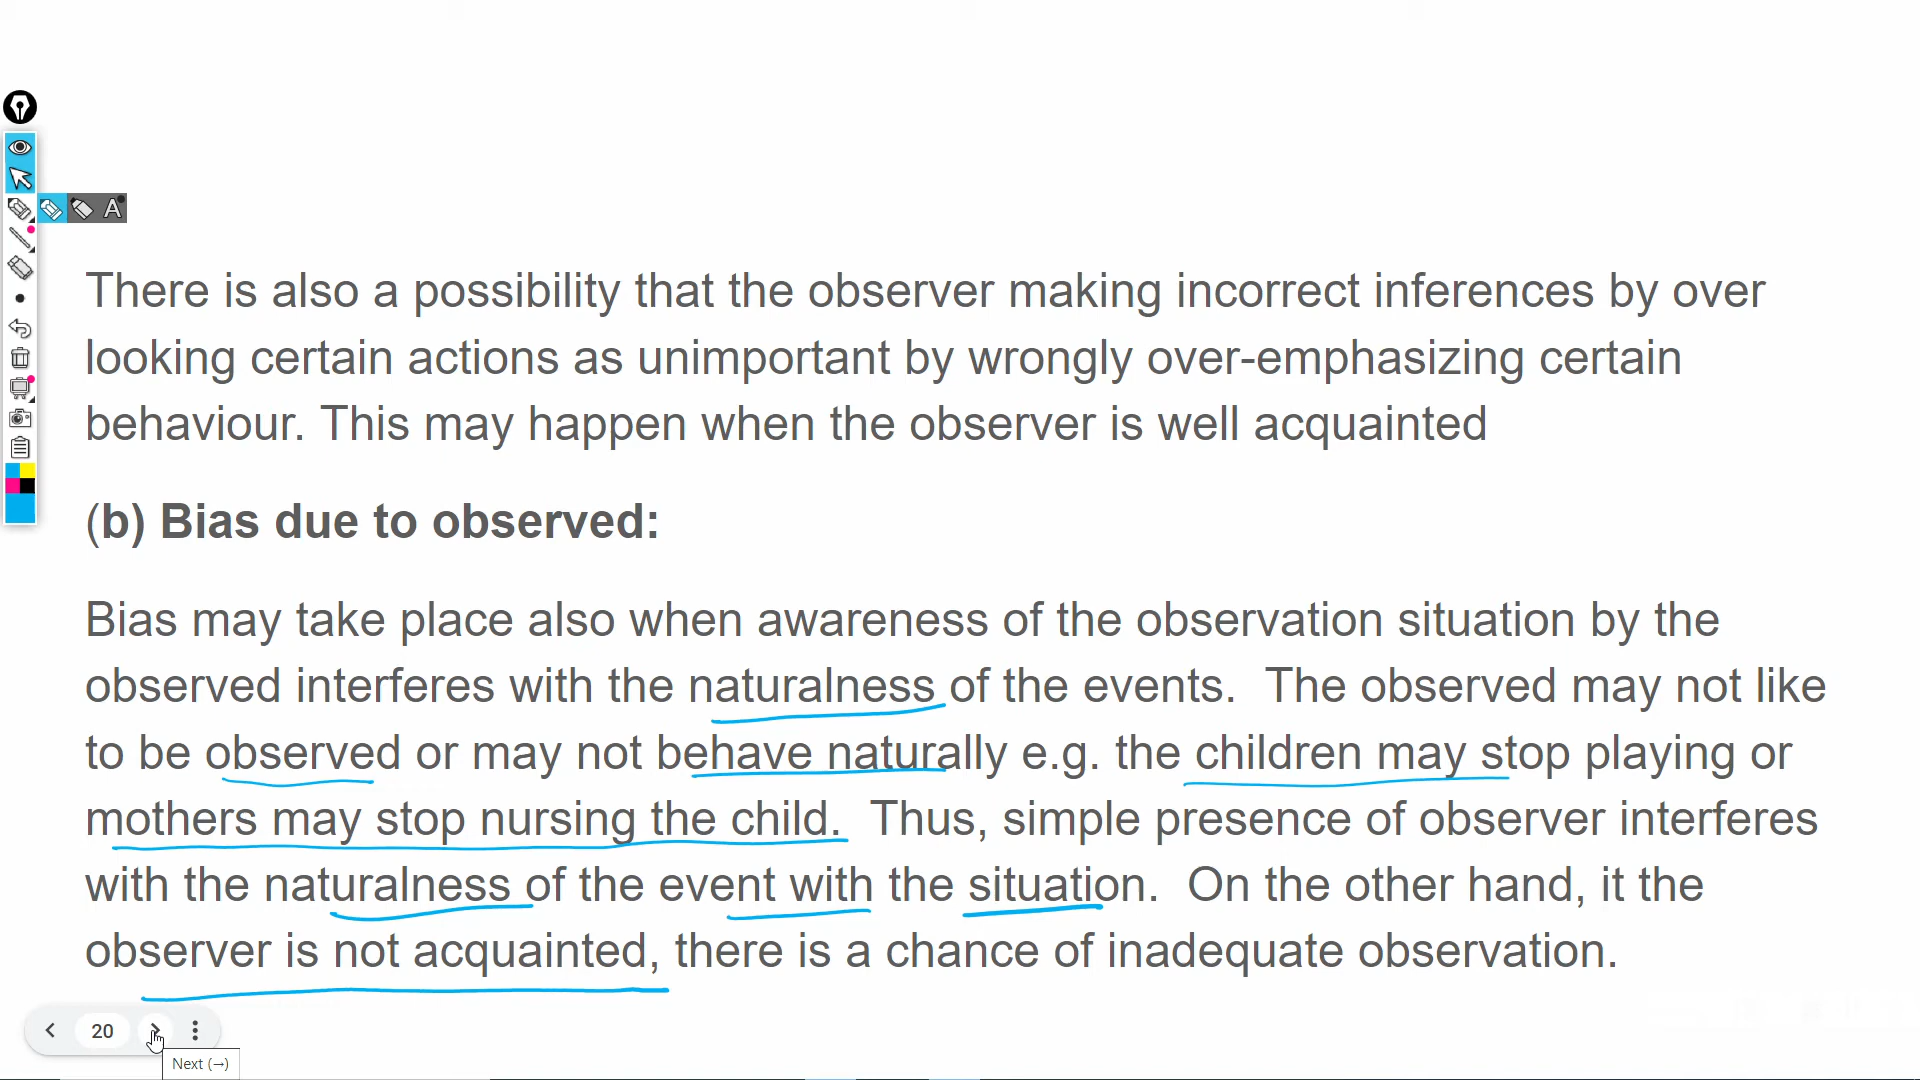 A
There is also a possibility that the observer making incorrect inferences by over
looking certain actions as unimportant by wrongly over-emphasizing certain
behaviour. This may happen when the observer is well acquainted
(b) Bias due to observed:
Bias may take place also when awareness of the observation situation by the
observed interferes with the naturalness of the events.  The observed may not like
to be observed or may not behave naturally e.g. the children may stop playing or
mothers may stop nursing the child.  Thus, simple presence of observer interferes
with the naturalness of the event with the situation.  On the other hand, it the
observer is not acquainted, there is a chance of inadequate observation.
20
Next (→)